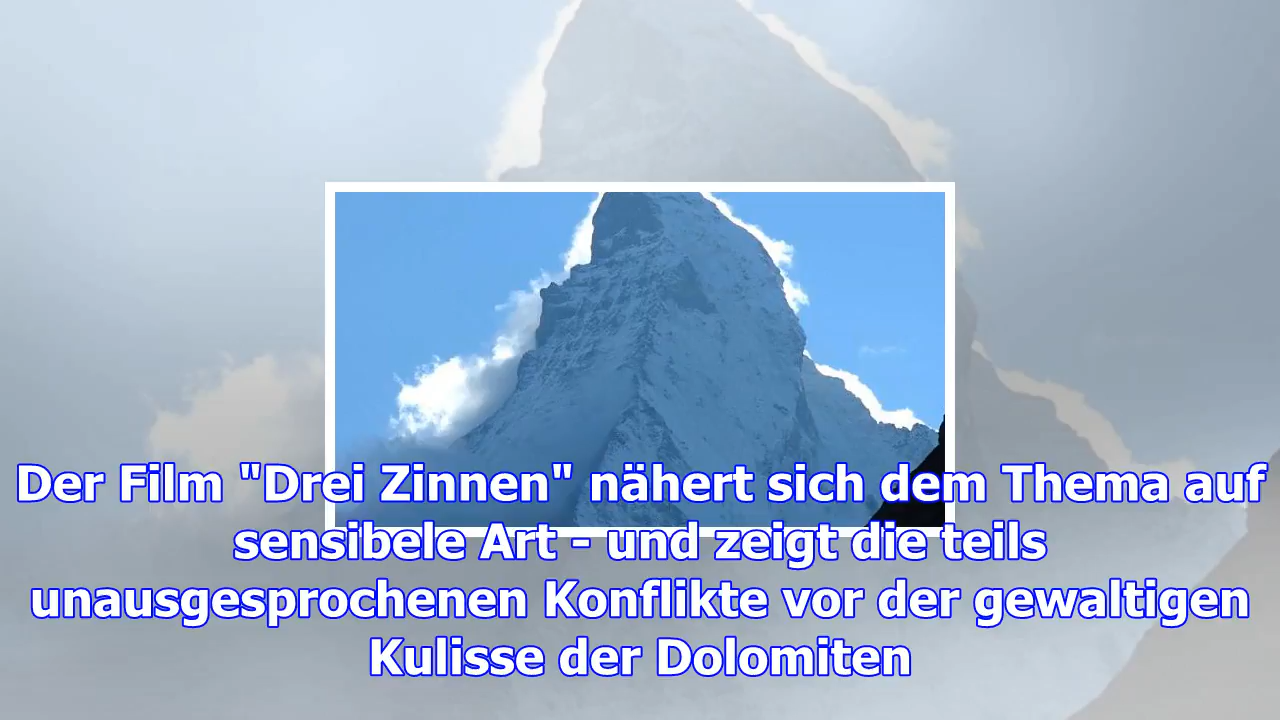 Der Film "Drei Zinnen" nähert sich dem Thema auf
sensibele Art - und zeigt die teils
unausgesprochenen Konflikte vor der gewaltigen
Kulisse der Dolomiten